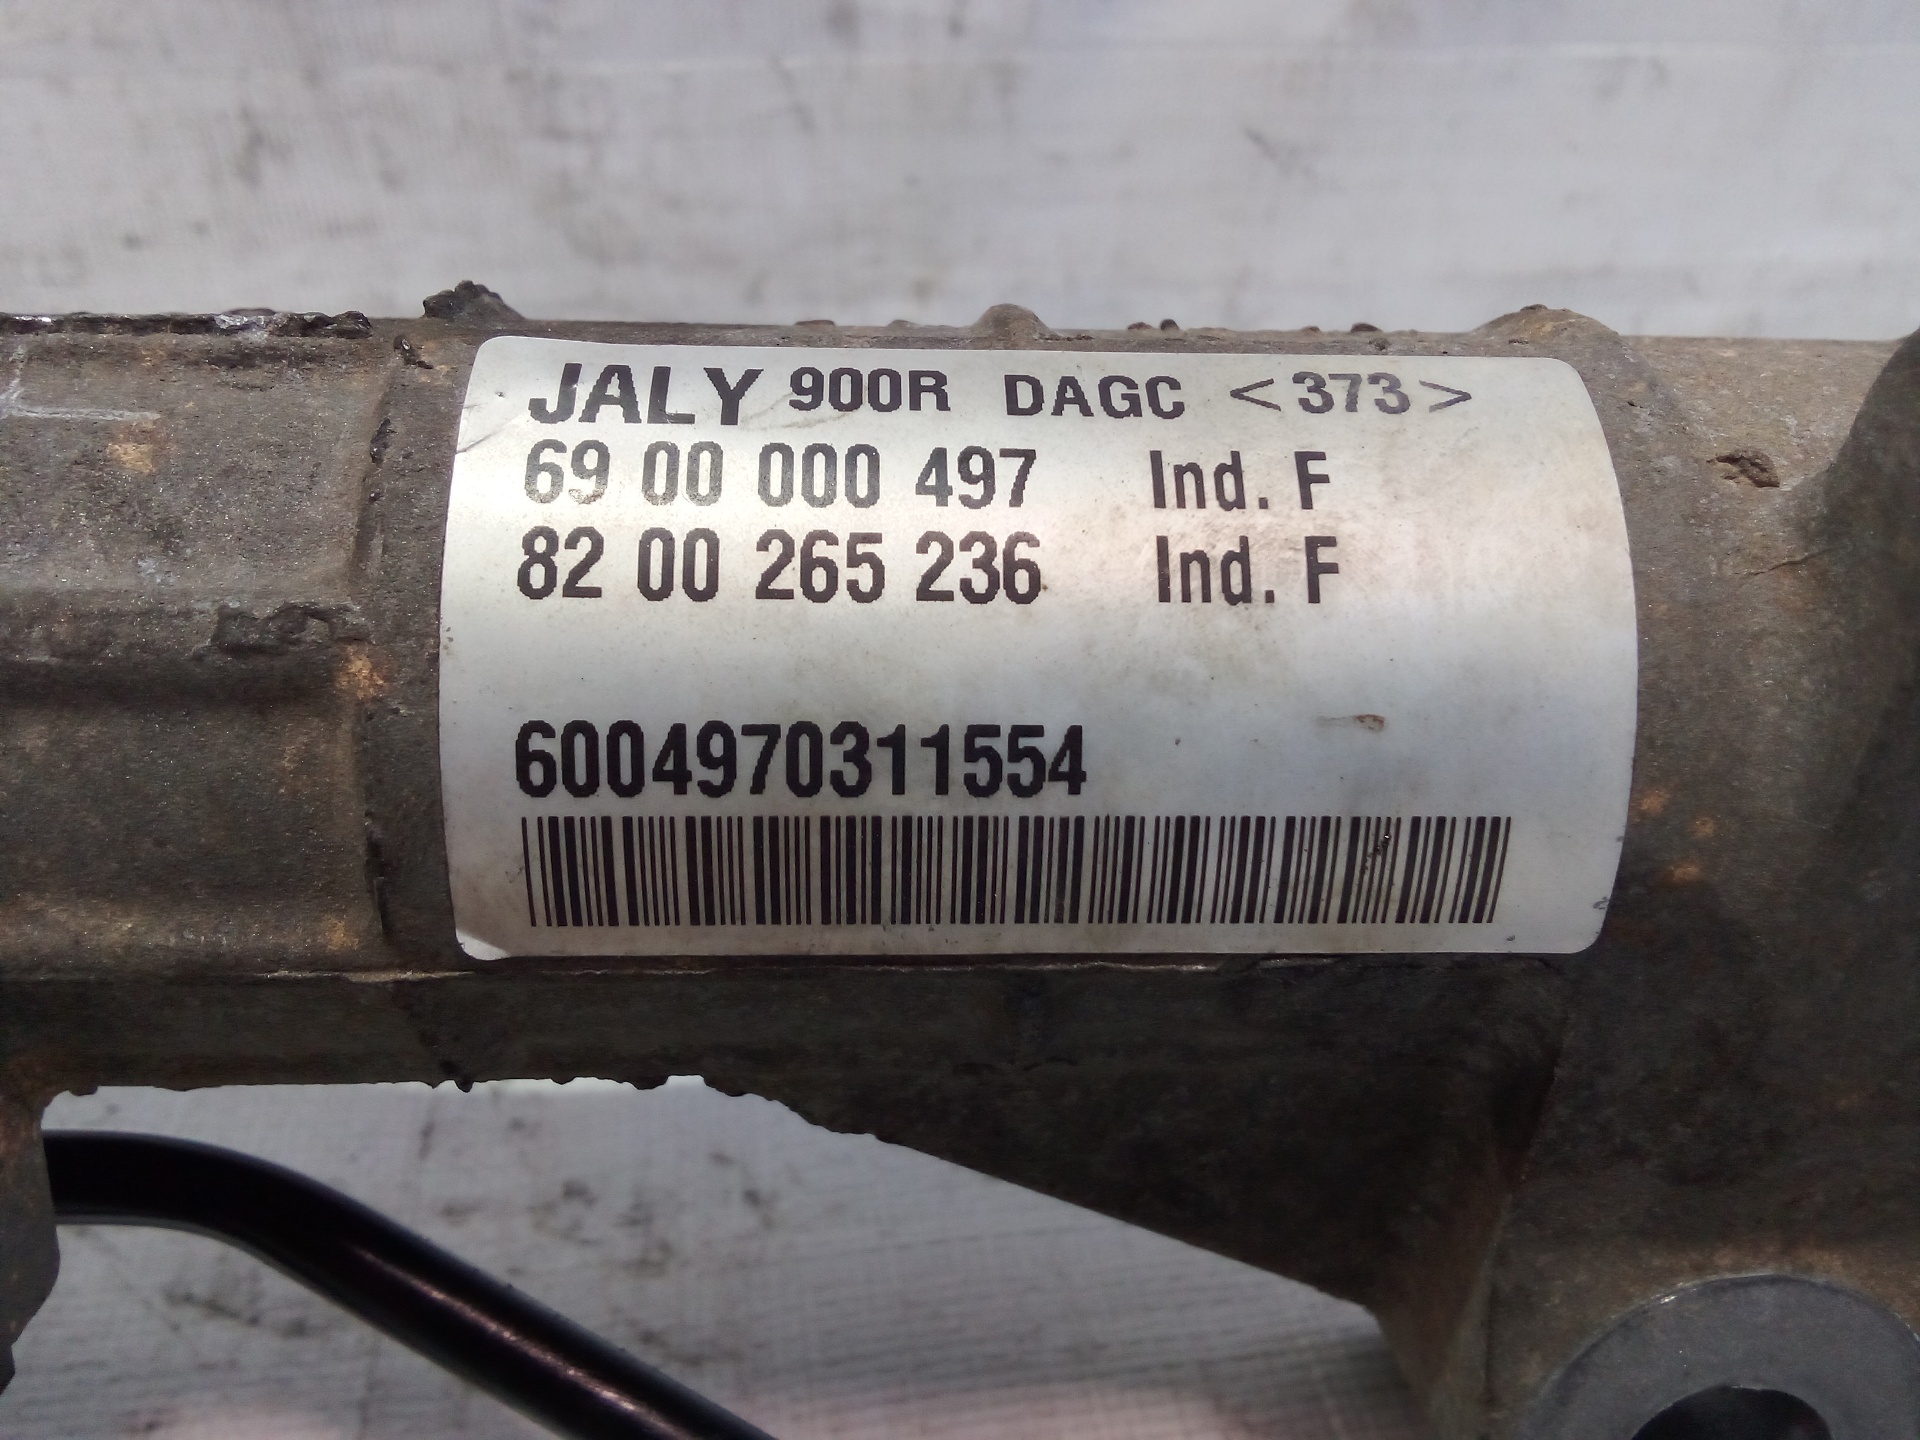 JALY 900R DAGC <373>
69 00 000 497 Ind. F
82 00 265 236 Ind. F
6004970311554